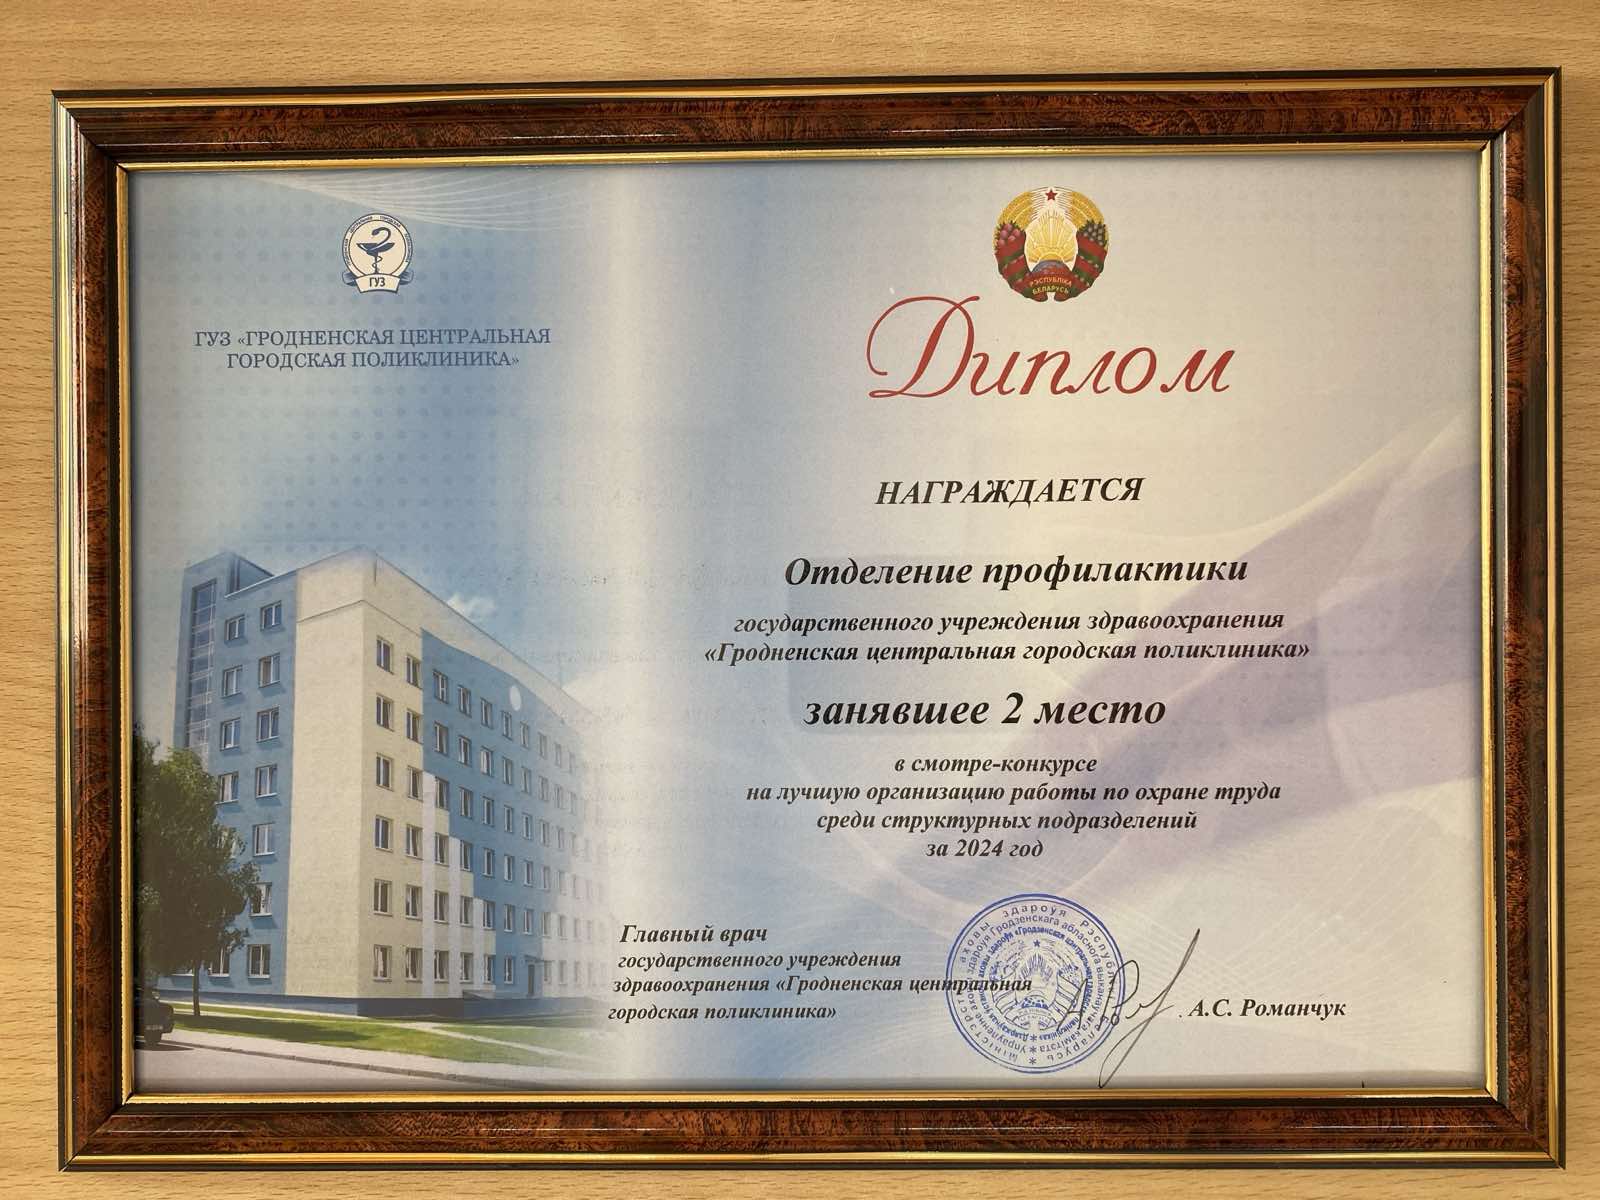 ГУЗ
ГУЗ «ГРОДНЕНСКАЯ ЦЕНТРАЛЬНАЯ
ГОРОДСКАЯ ПОЛИКЛИНИКА»
РЭСПУБЛІКА
БЕЛАРУСЬ
Диплом
НАГРАЖДАЕТСЯ
Отделение профилактики
государственного учреждения здравоохранения
«Гродненская центральная городская поликлиника»
занявшее 2 место
в смотре-конкурсе
на лучшую организацию работы по охране труда
среди структурных подразделений
за 2024 год
Главный врач
государственного учреждения
здравоохранения «Гродненская центральная
городская поликлиника»
А.С. Романчук